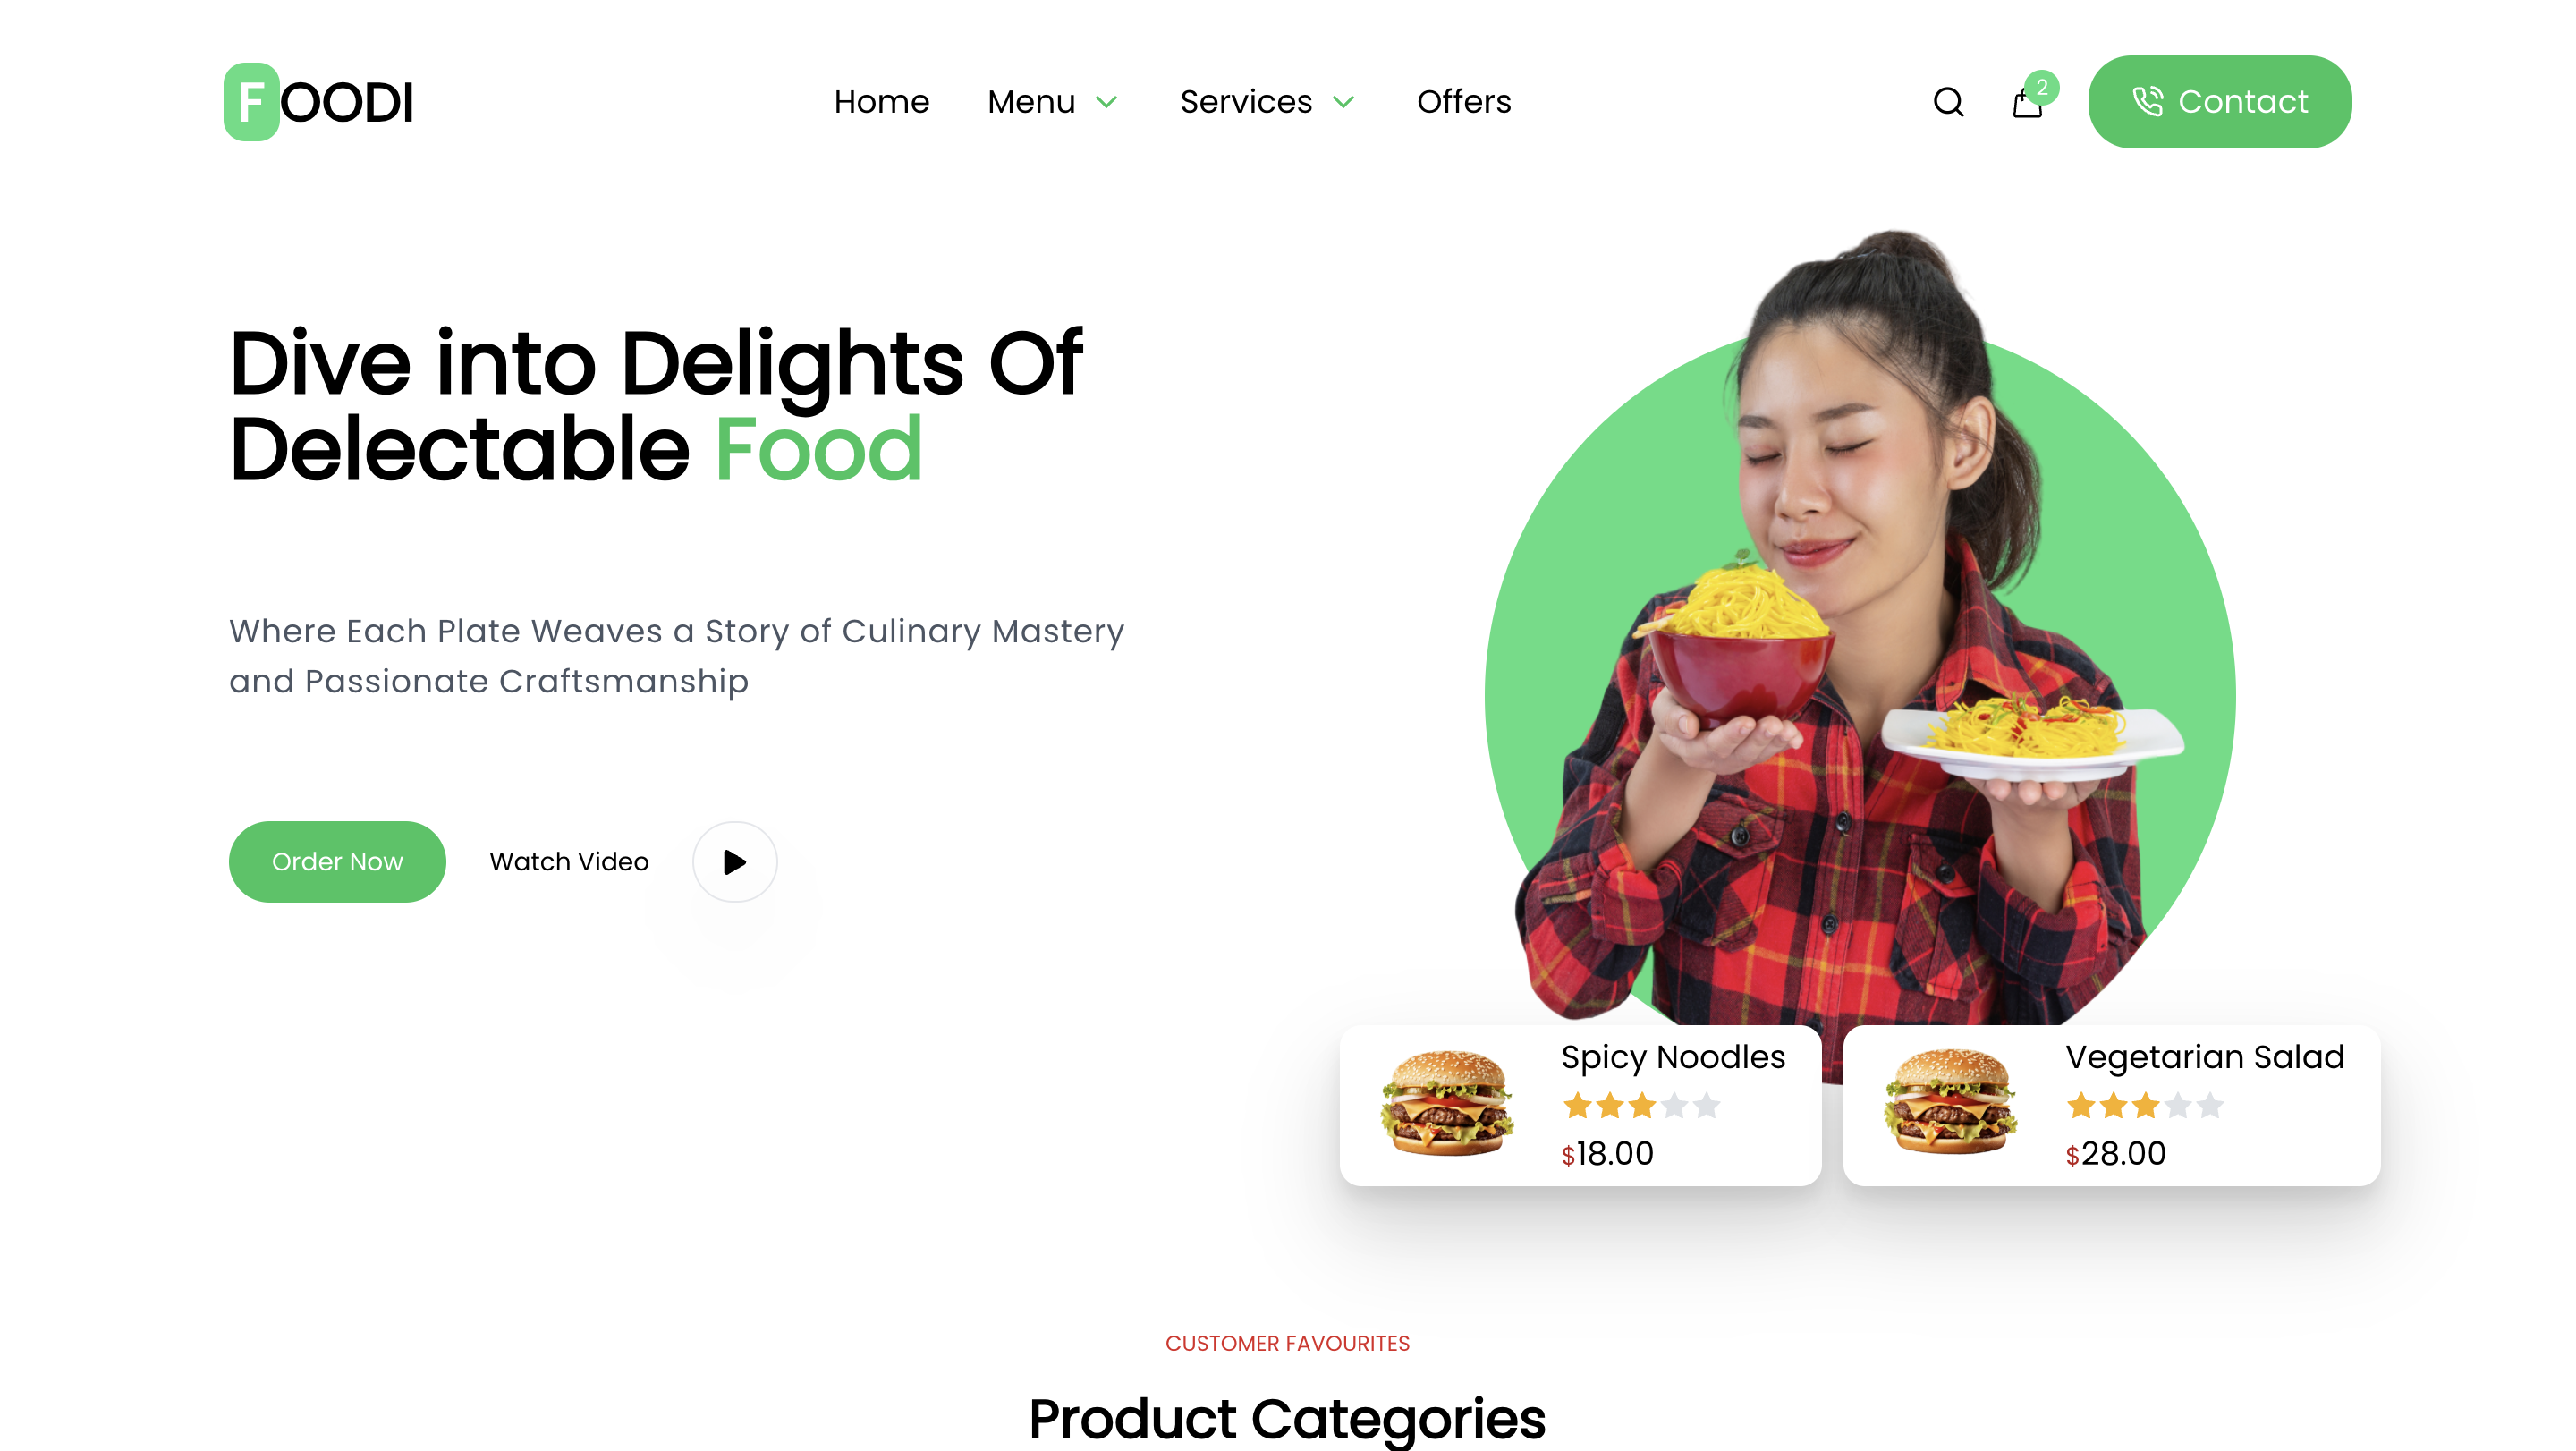 FOODI
Home Menu Services Offers
2
Contact
Dive into Delights Of
Delectable Food
Where Each Plate Weaves a Story of Culinary Mastery
and Passionate Craftsmanship
Order Now
Watch Video
Spicy Noodles
$18.00
Vegetarian Salad
$28.00
CUSTOMER FAVOURITES
Product Categories